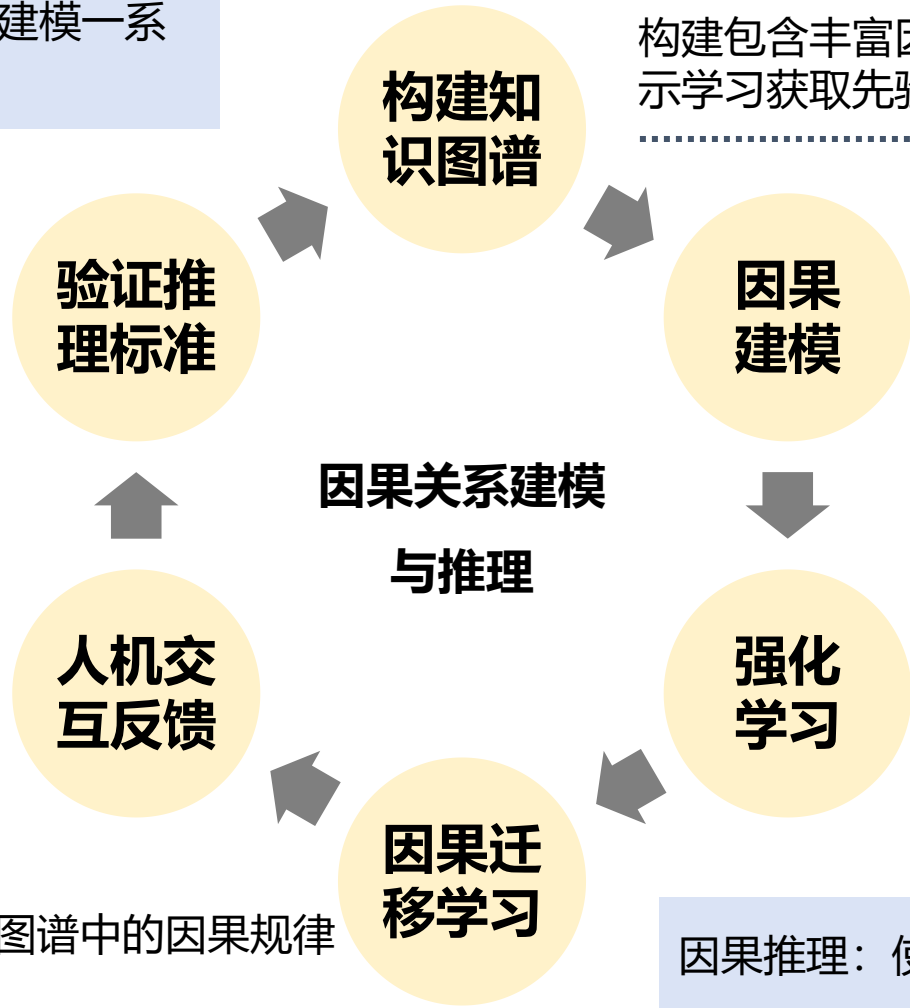 建模一系
构建包含丰富因
示学习获取先验
构建知
识图谱
验证推
理标准
因果
建模
因果关系建模
与推理
人机交
互反馈
强化
学习
因果迁
移学习
图谱中的因果规律
因果推理：使